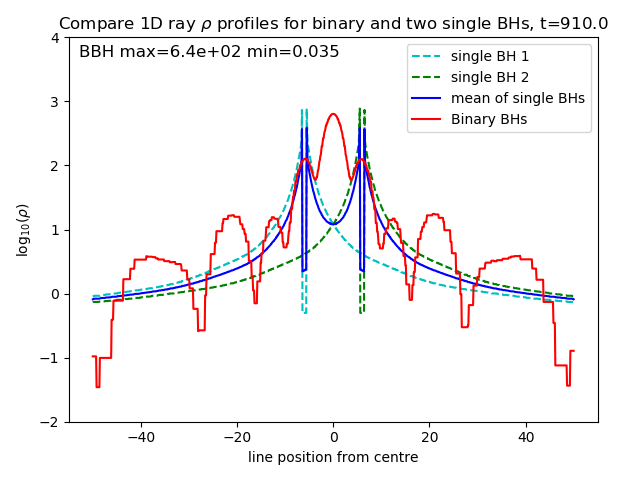 Compare 1D ray ρ profiles for binary and two single BHs, t=910.0
BBH max=6.4e+02 min=0.035
single BH 1
single BH 2
mean of single BHs
Binary BHs
log₁₀(ρ)
4
3
2
1
0
−1
−2
−40 −20 0 20 40
line position from centre